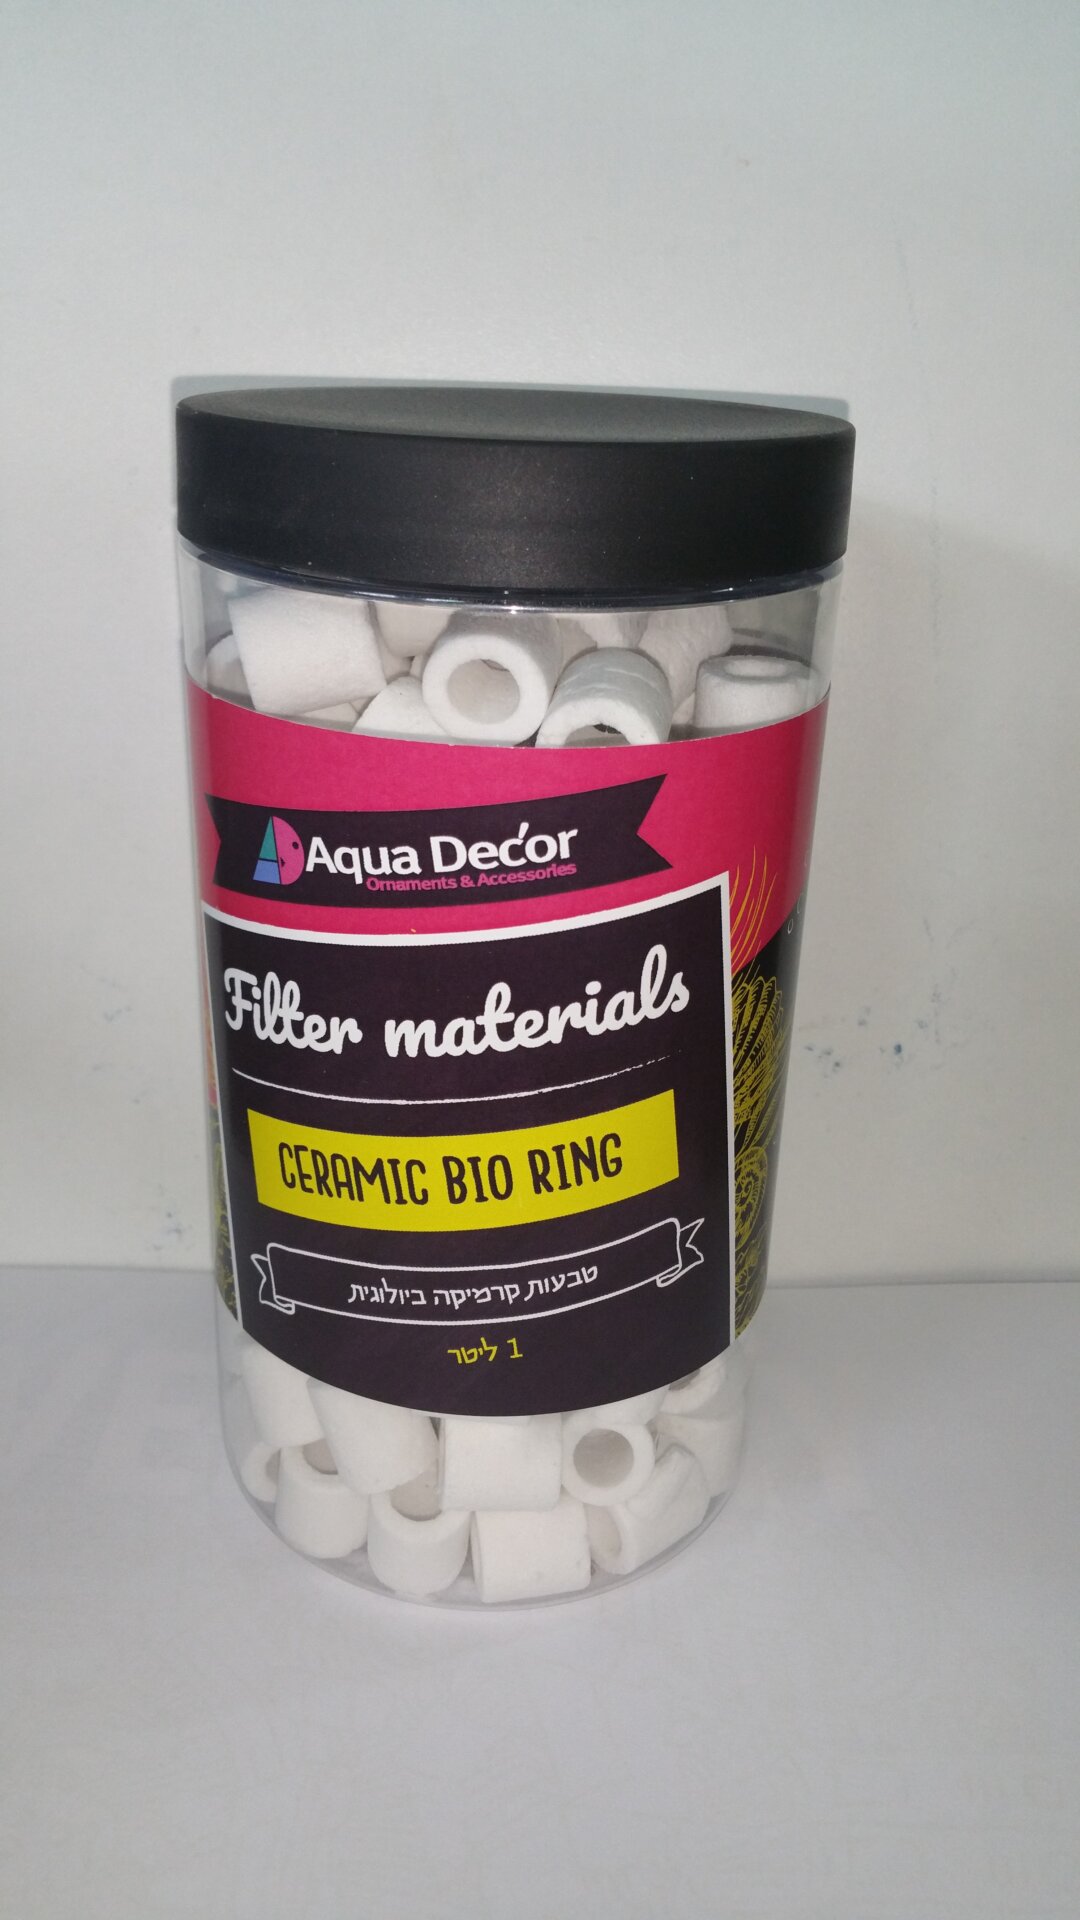 Aqua Dec'or
Ornaments & Accessories
Filter materials
CERAMIC BIO RING
טבעות קרמיקה ביולוגית
1 ליטר